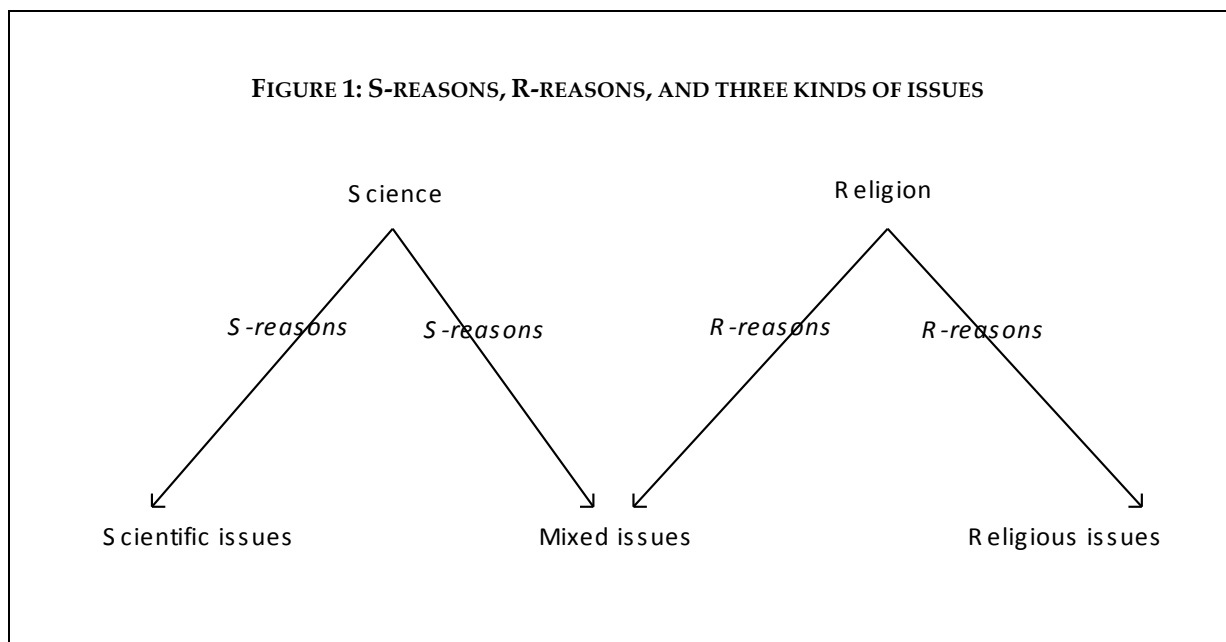 FIGURE 1: S-REASONS, R-REASONS, AND THREE KINDS OF ISSUES
Science
Religion
S-reasons
S-reasons
R-reasons
R-reasons
Scientific issues
Mixed issues
Religious issues